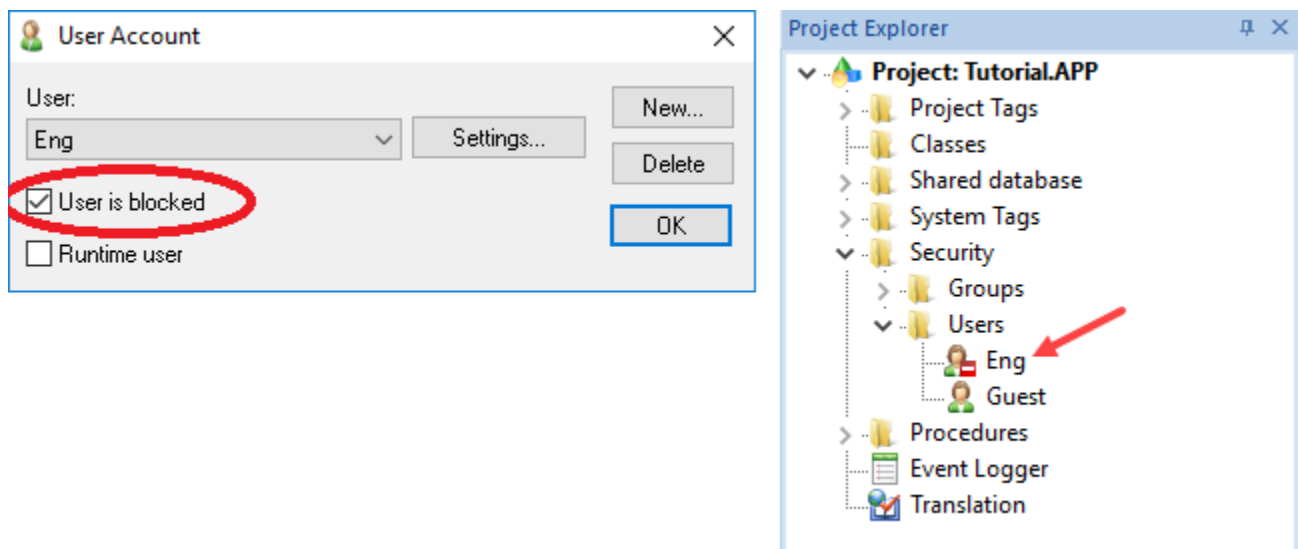 User Account
User:
Eng
Settings...
New...
Delete
User is blocked
OK
Runtime user
Project Explorer
Project: Tutorial.APP
Project Tags
Classes
Shared database
System Tags
Security
Groups
Users
Eng
Guest
Procedures
Event Logger
Translation